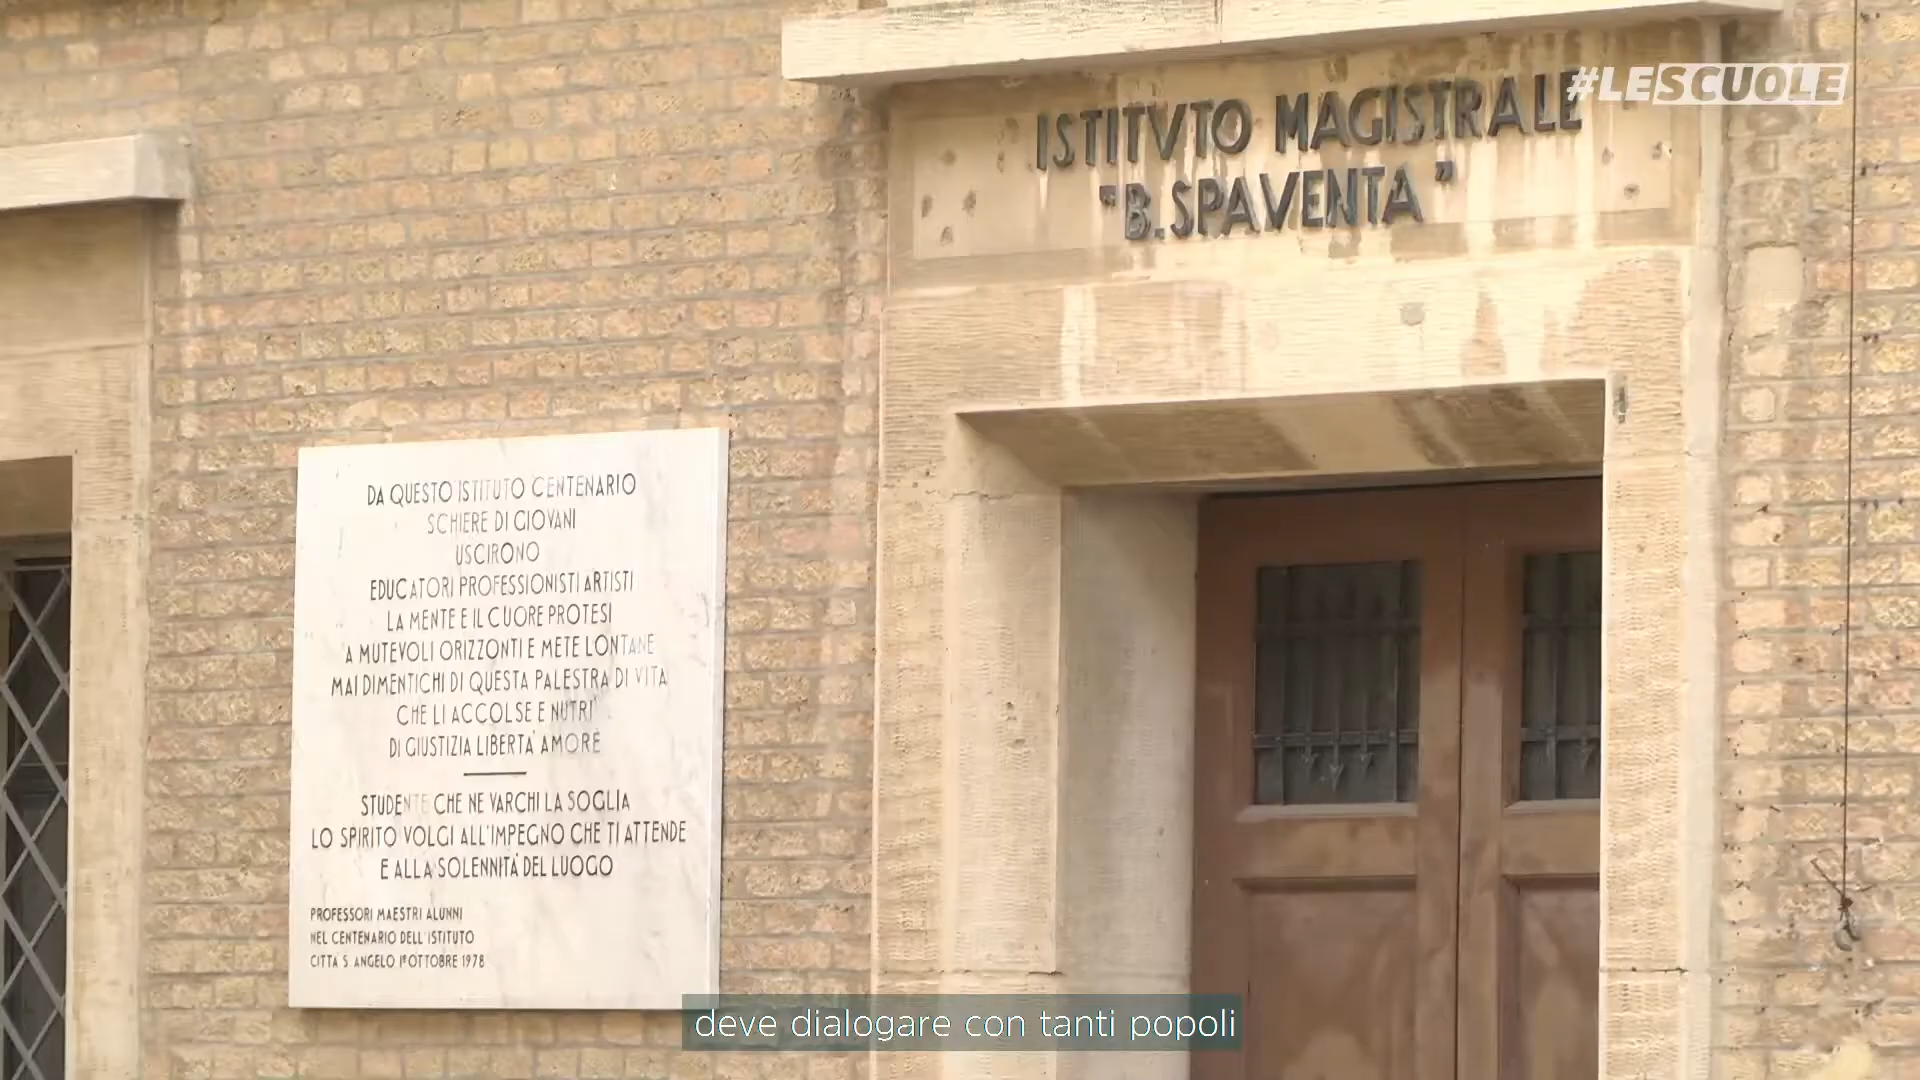 #LESCUOLE
ISTITVTO MAGISTRALE
"B. SPAVENTA"
DA QUESTO ISTITUTO CENTENARIO
SCHIERE DI GIOVANI
USCIRONO
EDUCATORI PROFESSIONISTI ARTISTI
LA MENTE E IL CUORE PROTESI
A MUTEVOLI ORIZZONTI E METE LONTANE
MAI DIMENTICHI DI QUESTA PALESTRA DI VITA
CHE LI ACCOLSE E NUTRI'
DI GIUSTIZIA LIBERTA' AMORE
STUDENTE CHE NE VARCHI LA SOGLIA
LO SPIRITO VOLGI ALL'IMPEGNO CHE TI ATTENDE
E ALLA SOLENNITA' DEL LUOGO
PROFESSORI MAESTRI ALUNNI
NEL CENTENARIO DELL'ISTITUTO
CITTA S. ANGELO 1° OTTOBRE 1978
deve dialogare con tanti popoli